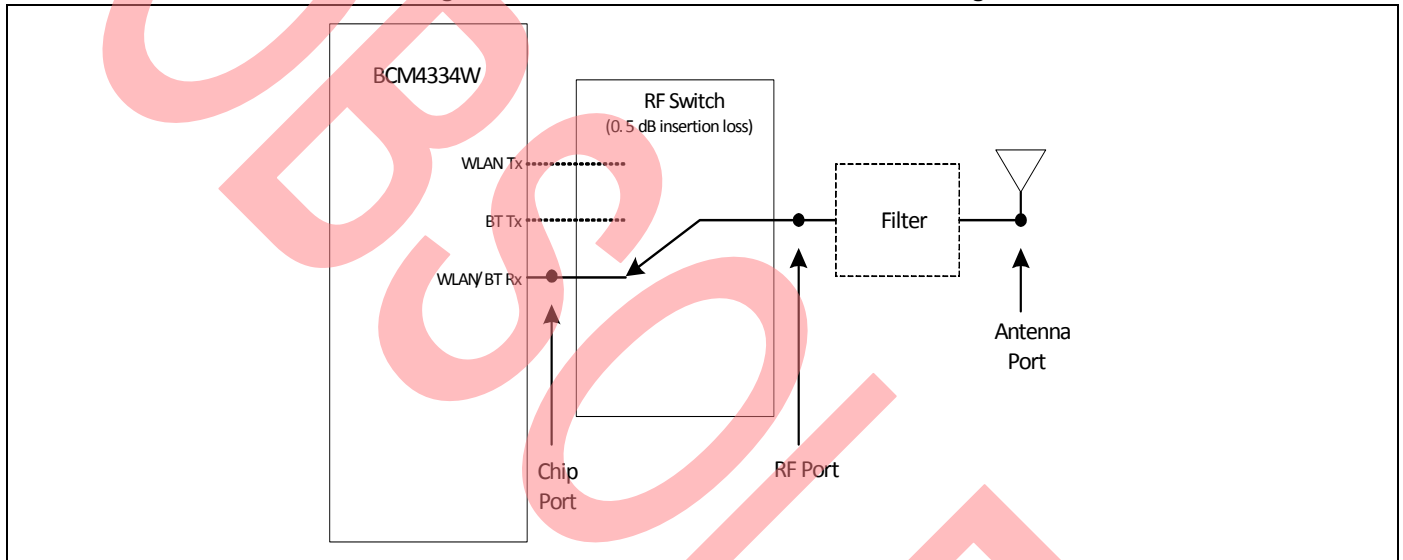 BCM4334W
RF Switch
(0.5 dB insertion loss)
WLAN Tx
BT Tx
WLAN/BT Rx
Filter
Antenna
Port
Chip
Port
RF Port